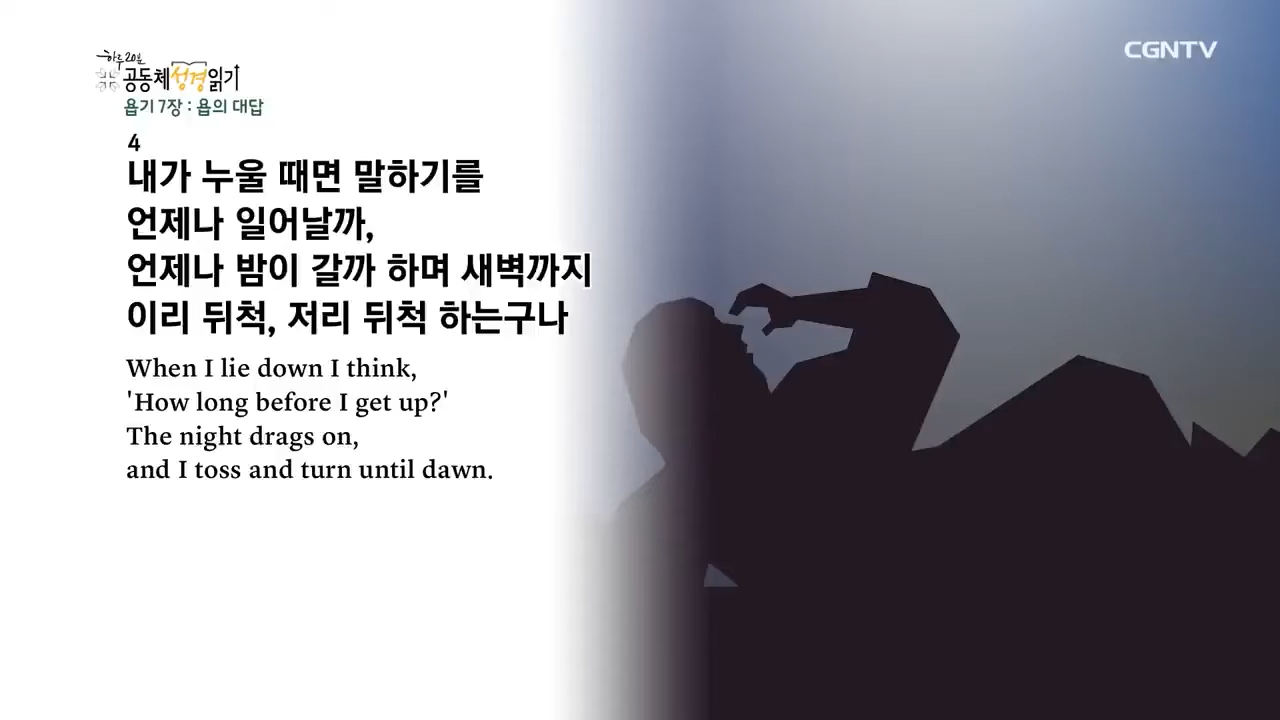 하루 20분
CGNTV
공동체성경읽기
욥기 7장 : 욥의 대답
4
내가 누울 때면 말하기를
언제나 일어날까,
언제나 밤이 갈까 하며 새벽까지
이리 뒤척, 저리 뒤척 하는구나
When I lie down I think,
'How long before I get up?'
The night drags on,
and I toss and turn until dawn.